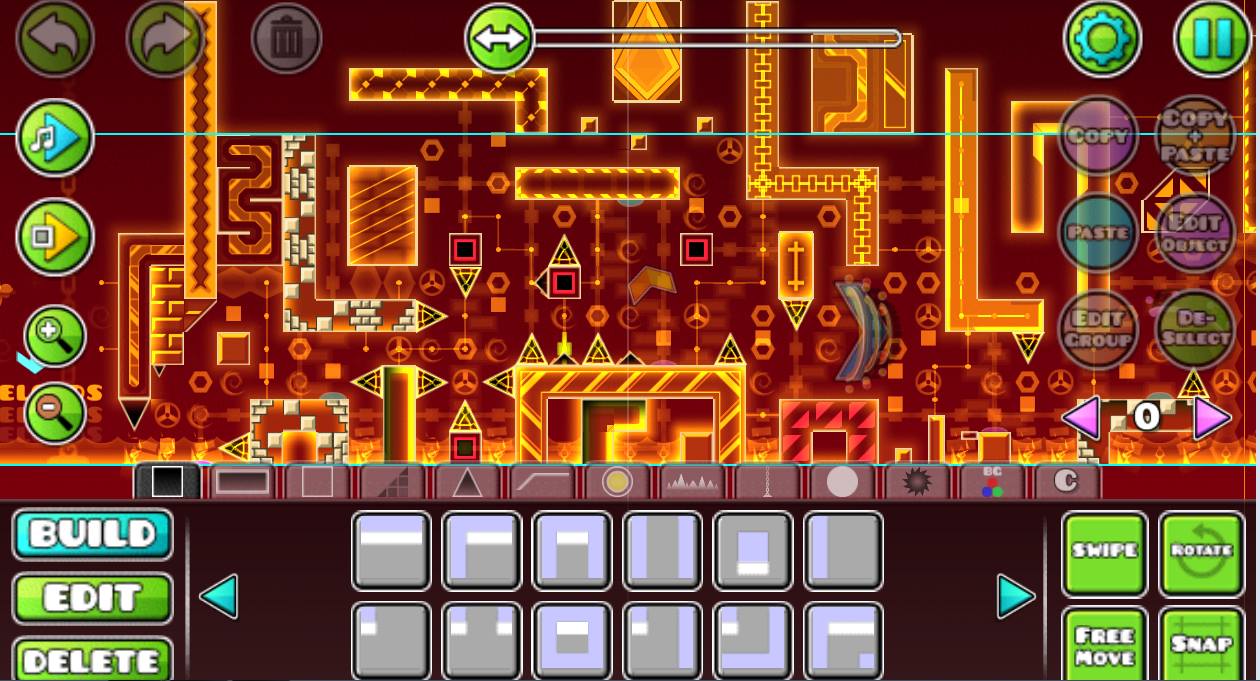 COPY
COPY
+
PASTE
PASTE
EDIT
OBJECT
EDIT
GROUP
DE-
SELECT
0
BG
C
BUILD
EDIT
DELETE
SWIPE
ROTATE
FREE
MOVE
SNAP